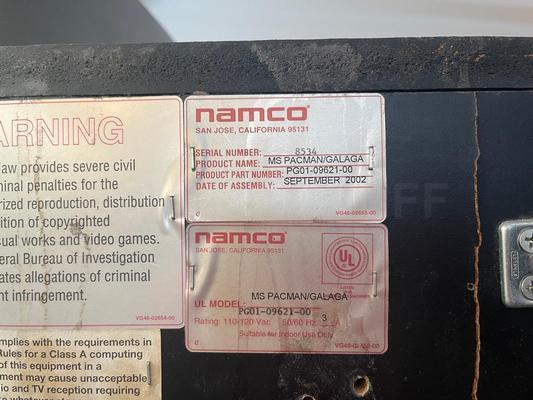 ARNING
aw provides severe civil
minal penalties for the
rized reproduction, distribution
ition of copyrighted
sual works and video games.
eral Bureau of Investigation
ates allegations of criminal
ent infringement.
VG46-02654-00
mplies with the requirements in
Rules for a Class A computing
of this equipment in a
ment may cause unacceptable
io and TV reception requiring
namco
SAN JOSE, CALIFORNIA 95131
SERIAL NUMBER: 8534
PRODUCT NAME: MS PACMAN/GALAGA
PRODUCT PART NUMBER: PG01-09621-00
DATE OF ASSEMBLY: SEPTEMBER 2002
namco
SAN JOSE, CALIFORNIA 95131
UL
LISTED
UL MODEL: MS PACMAN/GALAGA
PG01-09621-00
Rating: 110-120 Vac 50/60 Hz 3 A
Suitable for Indoor Use Only